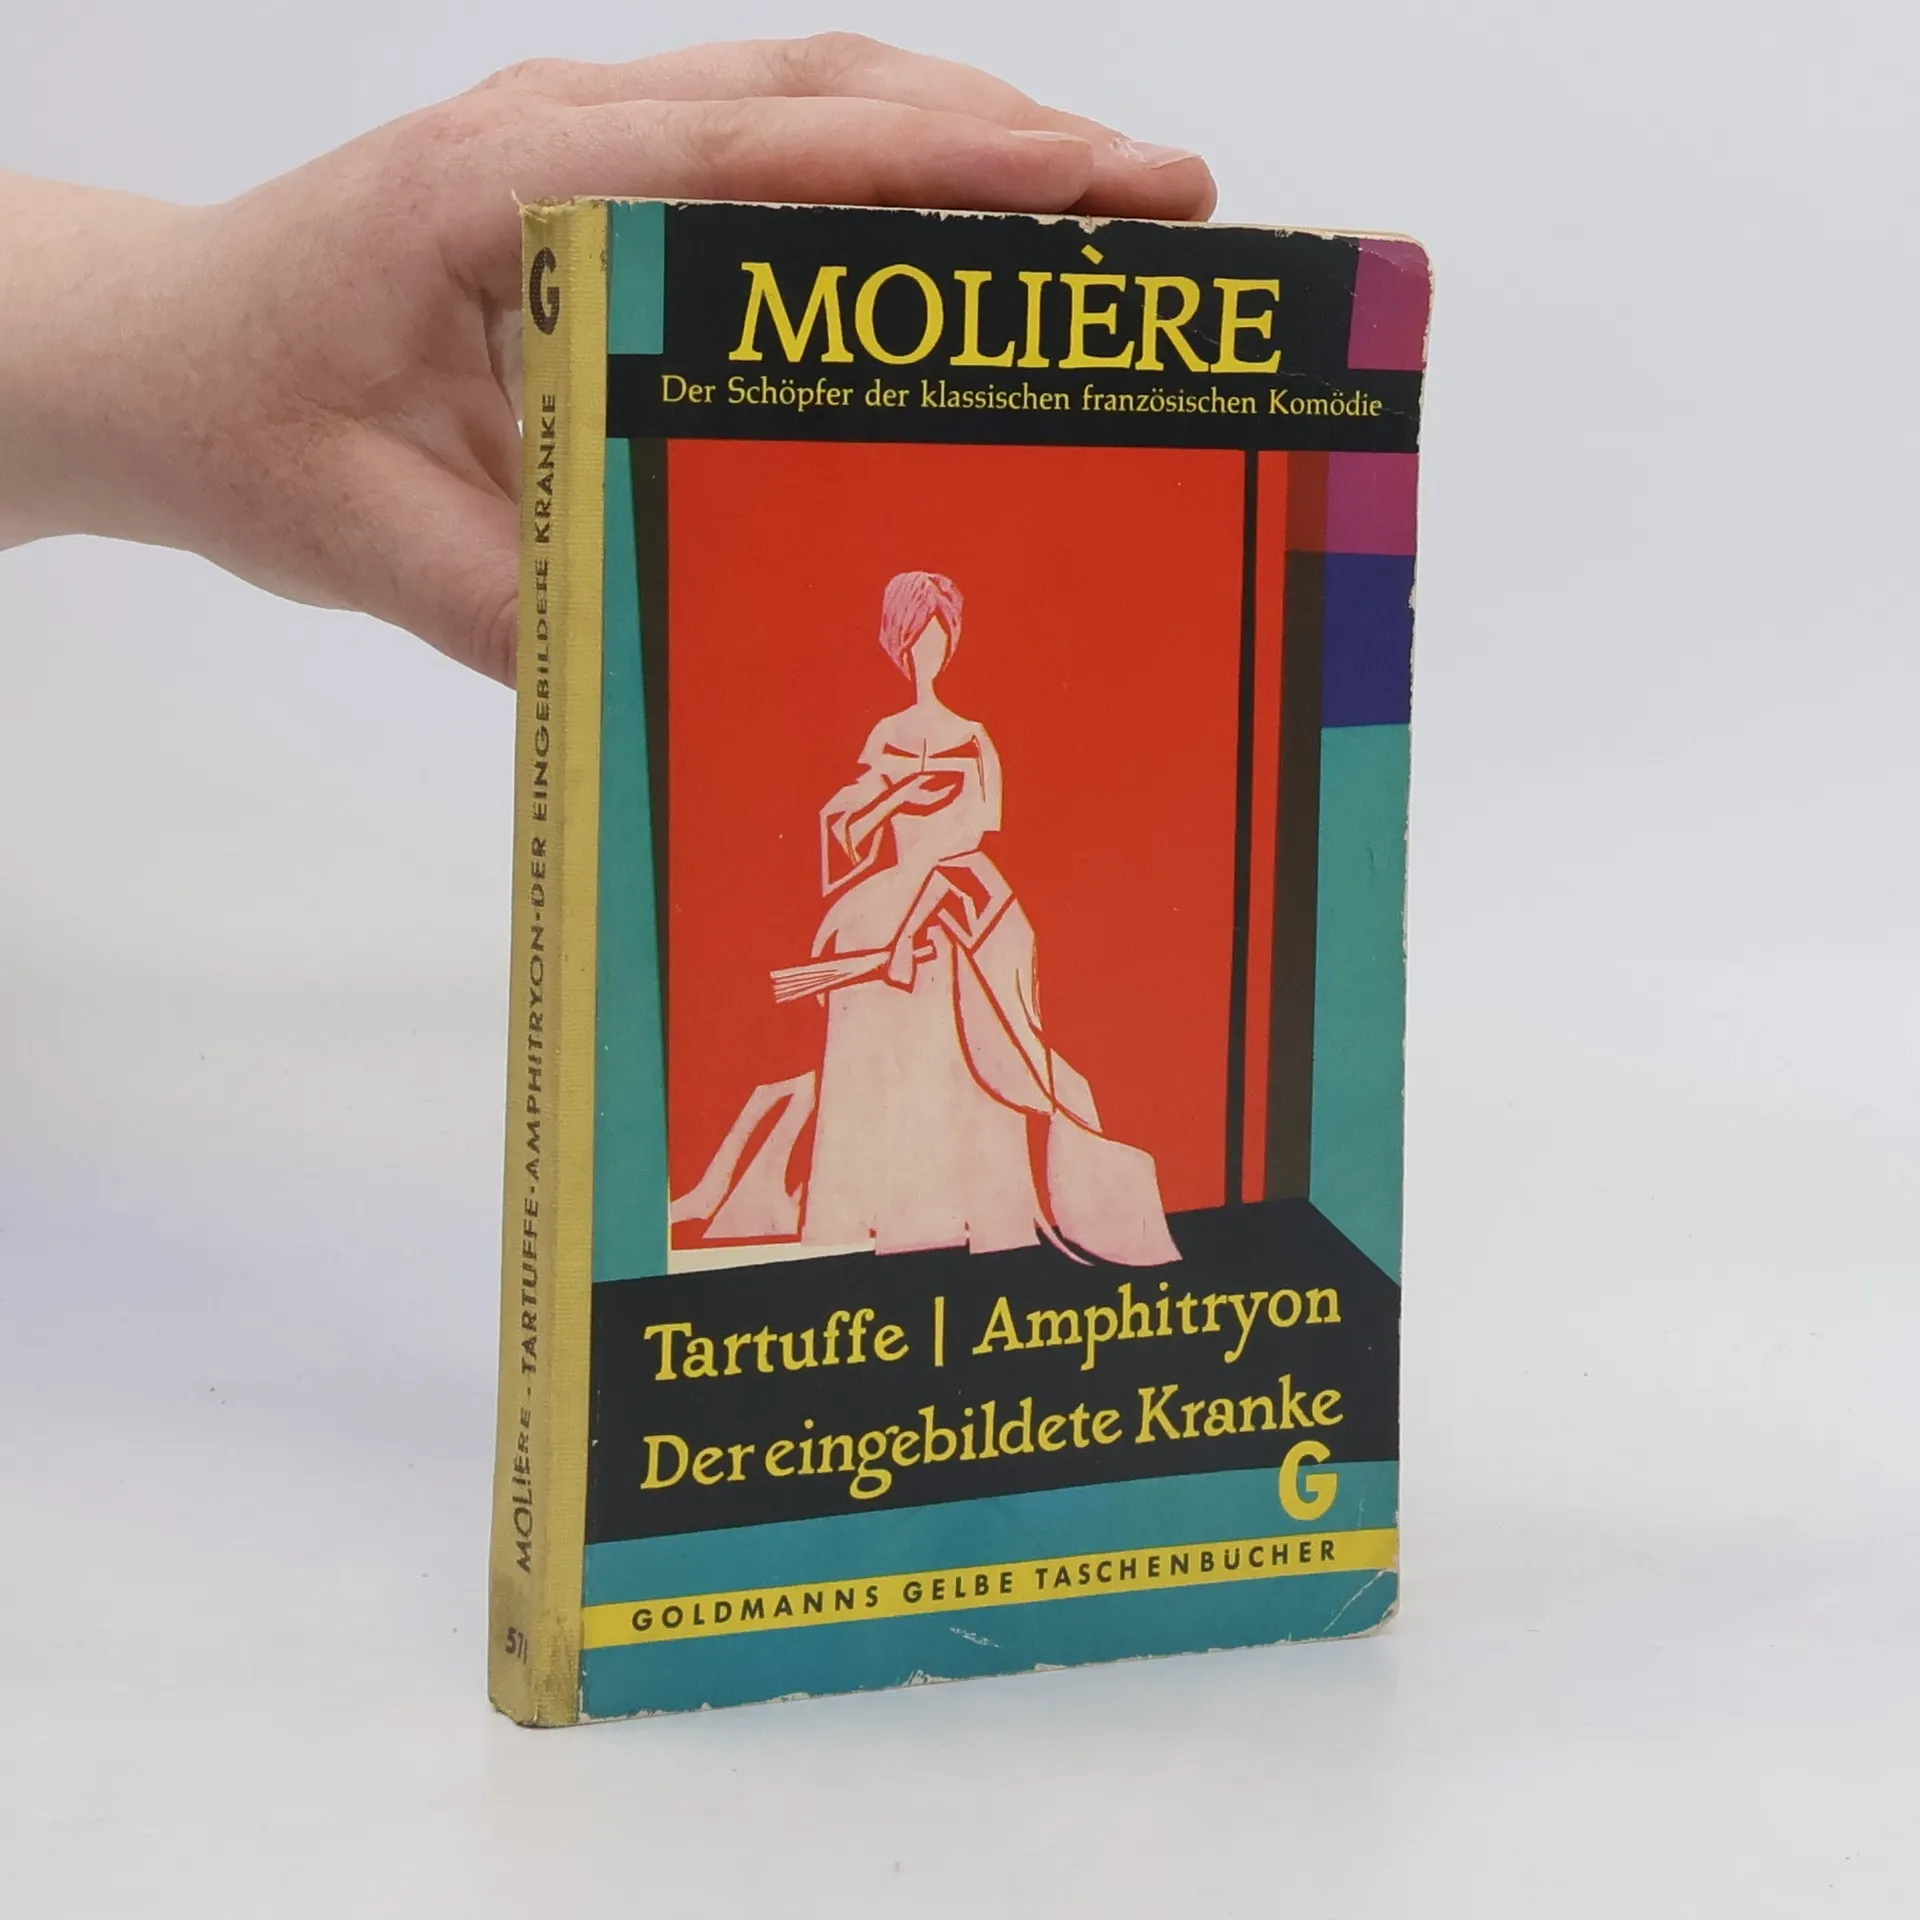 MOLIÈRE
Der Schöpfer der klassischen französischen Komödie
Tartuffe | Amphitryon
Der eingebildete Kranke
G
GOLDMANNS GELBE TASCHENBÜCHER
G
MOLIÈRE - TARTUFFE · AMPHITRYON · DER EINGEBILDETE KRANKE